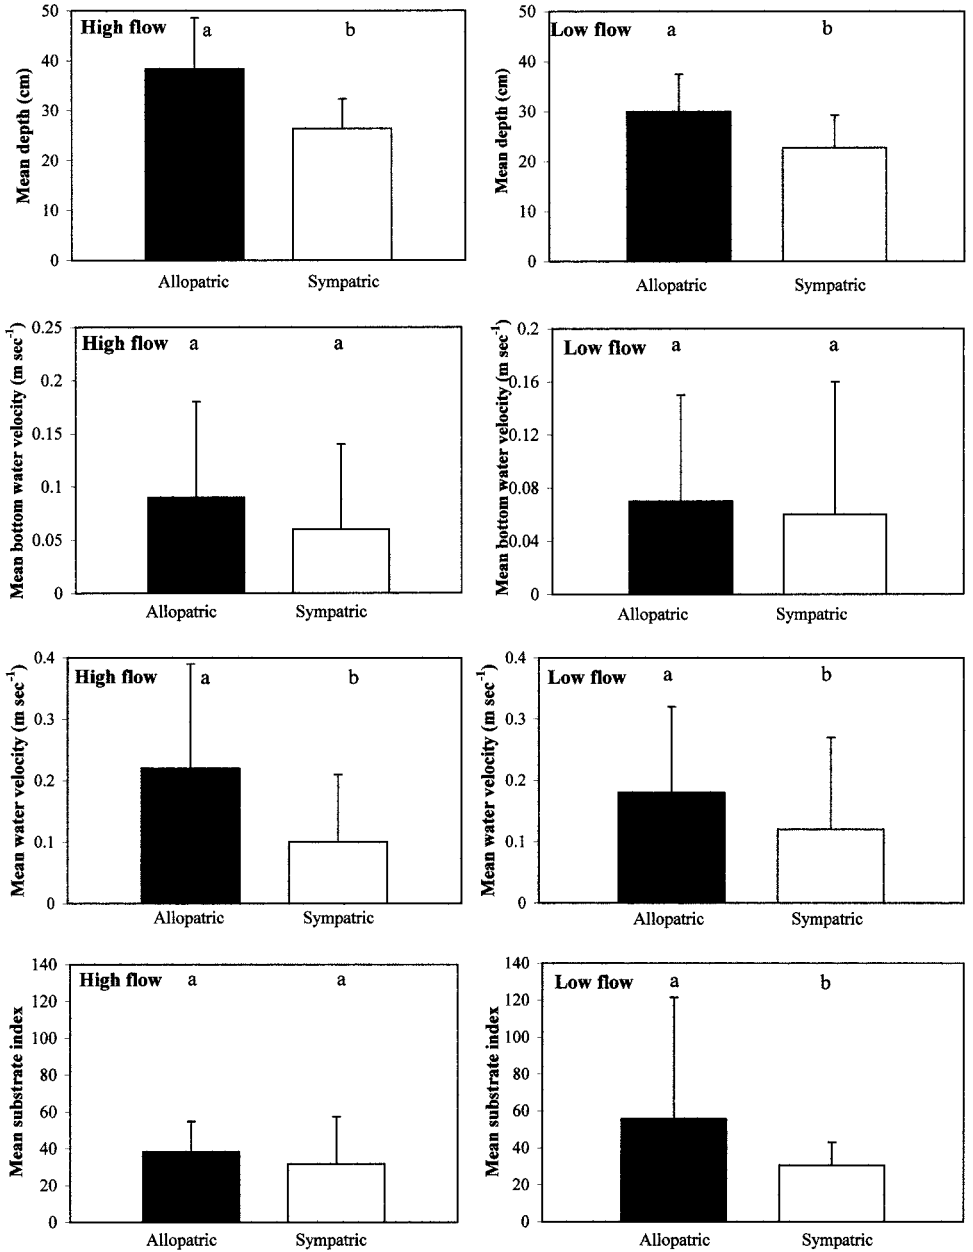 High flow a b
Mean depth (cm)
50
40
30
20
10
0
Allopatric Sympatric
Low flow a b
Mean depth (cm)
50
40
30
20
10
0
Allopatric Sympatric
High flow a a
Mean bottom water velocity (m sec⁻¹)
0.25
0.2
0.15
0.1
0.05
0
Allopatric Sympatric
Low flow a a
Mean bottom water velocity (m sec⁻¹)
0.2
0.16
0.12
0.08
0.04
0
Allopatric Sympatric
High flow a b
Mean water velocity (m sec⁻¹)
0.4
0.3
0.2
0.1
0
Allopatric Sympatric
Low flow a b
Mean water velocity (m sec⁻¹)
0.4
0.3
0.2
0.1
0
Allopatric Sympatric
High flow a a
Mean substrate index
140
120
100
80
60
40
20
0
Allopatric Sympatric
Low flow a b
Mean substrate index
140
120
100
80
60
40
20
0
Allopatric Sympatric